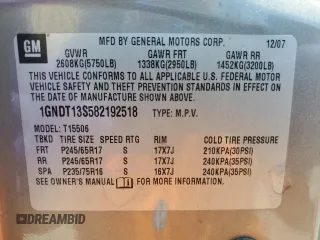 GM
MFD BY GENERAL MOTORS CORP. 12/07
GVWR GAWR FRT GAWR RR
2608KG(5750LB) 1338KG(2950LB) 1452KG(3200LB)
THIS VEHICLE CONFORMS TO ALL APPLICABLE U.S. FEDERAL MOTOR
VEHICLE SAFETY AND THEFT PREVENTION STANDARDS IN
EFFECT ON THE DATE OF MANUFACTURE SHOWN ABOVE.
1GNDT13S582192518 TYPE: M.P.V.
MODEL: T15506
TIRE SIZE SPEED RTG RIM COLD TIRE PRESSURE
FRT P245/65R17 S 17X7J 210KPA(30PSI)
RR P245/65R17 S 17X7J 240KPA(35PSI)
SPA P235/75R16 S 16X7J 240KPA(35PSI)
SEE OWNER'S MANUAL FOR MORE INFORMATION.